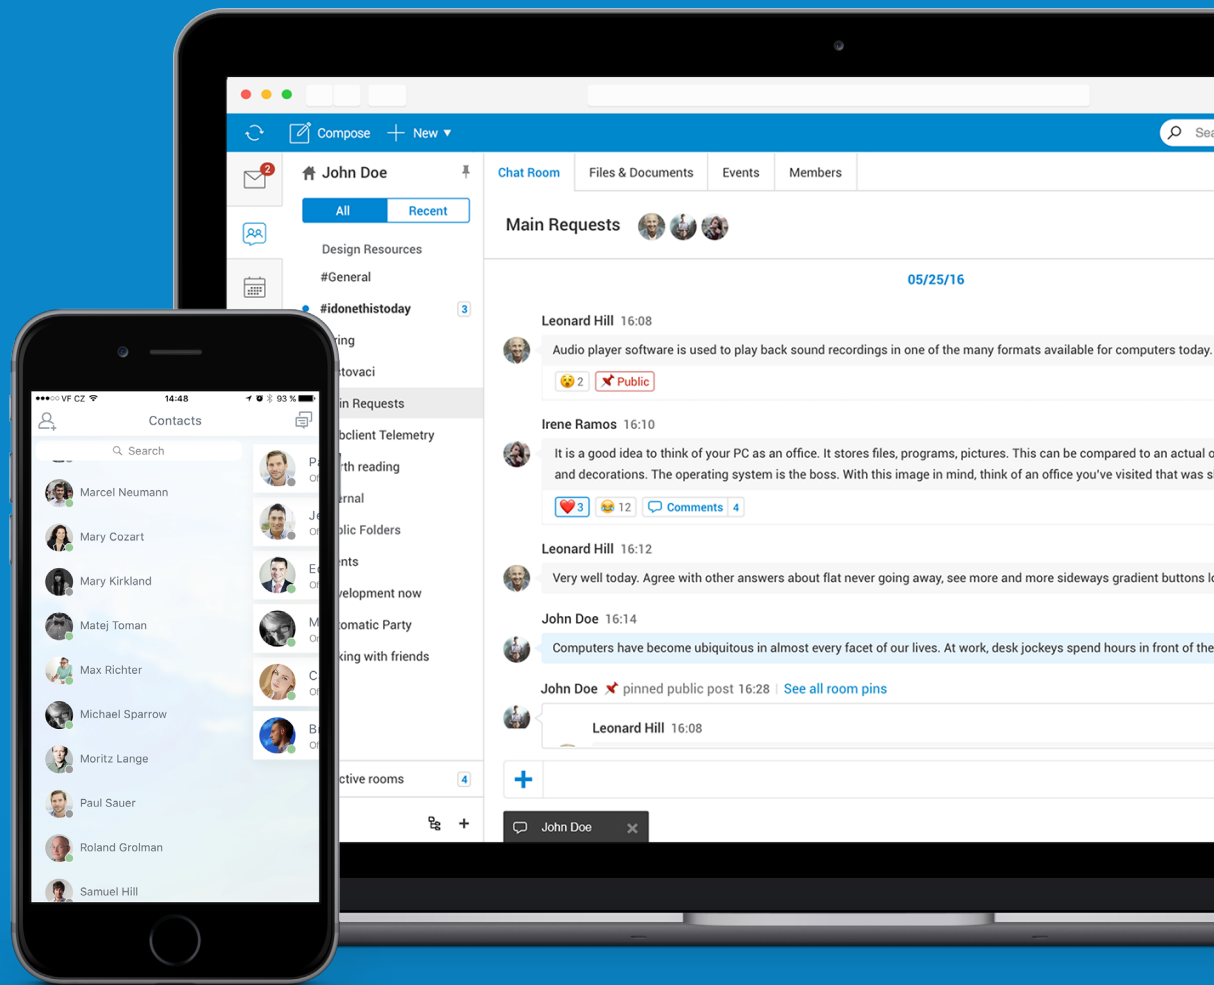 Compose
New
Sea
2
John Doe
All
Recent
Design Resources
#General
#idonethistoday
3
ing
stovaci
in Requests
bclient Telemetry
rth reading
rnal
blic Folders
nts
velopment now
tomatic Party
king with friends
ctive rooms
4
Chat Room
Files & Documents
Events
Members
Main Requests
05/25/16
Leonard Hill 16:08
Audio player software is used to play back sound recordings in one of the many formats available for computers today.
2
Public
Irene Ramos 16:10
It is a good idea to think of your PC as an office. It stores files, programs, pictures. This can be compared to an actual o
and decorations. The operating system is the boss. With this image in mind, think of an office you've visited that was s
3
12
Comments 4
Leonard Hill 16:12
Very well today. Agree with other answers about flat never going away, see more and more sideways gradient buttons lo
John Doe 16:14
Computers have become ubiquitous in almost every facet of our lives. At work, desk jockeys spend hours in front of the
John Doe pinned public post 16:28 See all room pins
Leonard Hill 16:08
John Doe
VF CZ
14:48
93 %
Contacts
Search
Marcel Neumann
Mary Cozart
Mary Kirkland
Matej Toman
Max Richter
Michael Sparrow
Moritz Lange
Paul Sauer
Roland Grolman
Samuel Hill